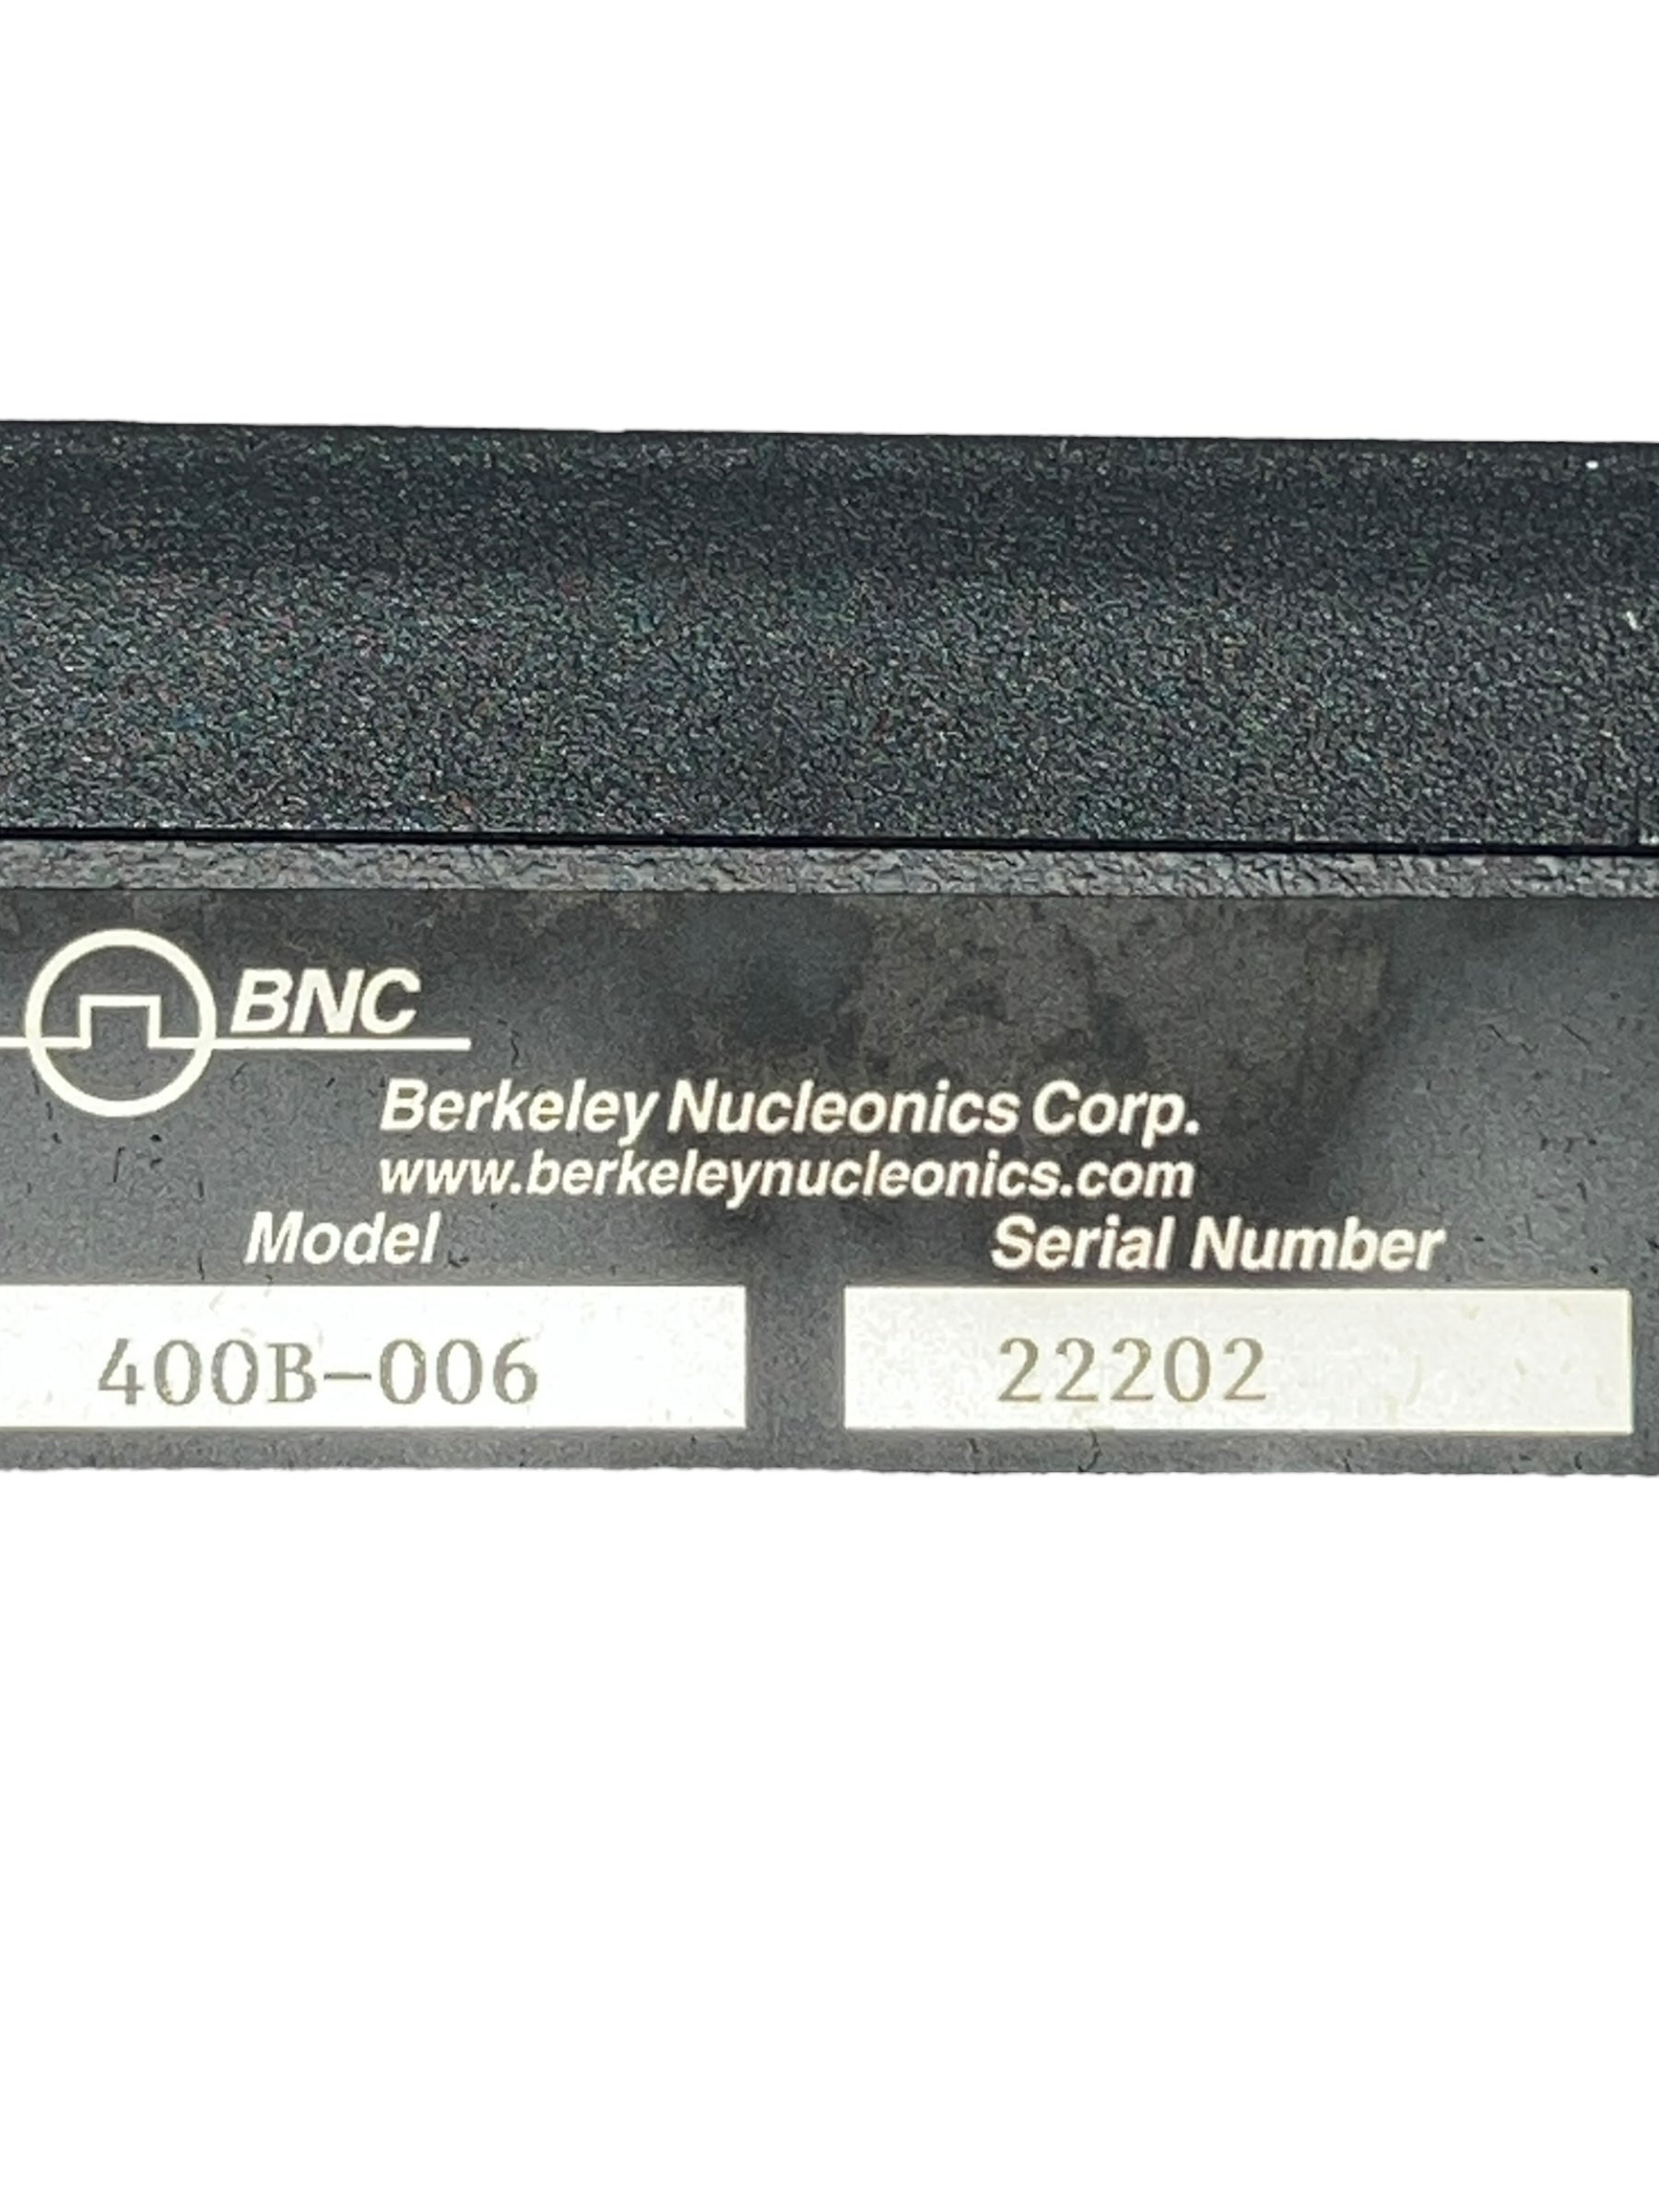 BNC
Berkeley Nucleonics Corp.
www.berkeleynucleonics.com
Model Serial Number
400B-006 22202